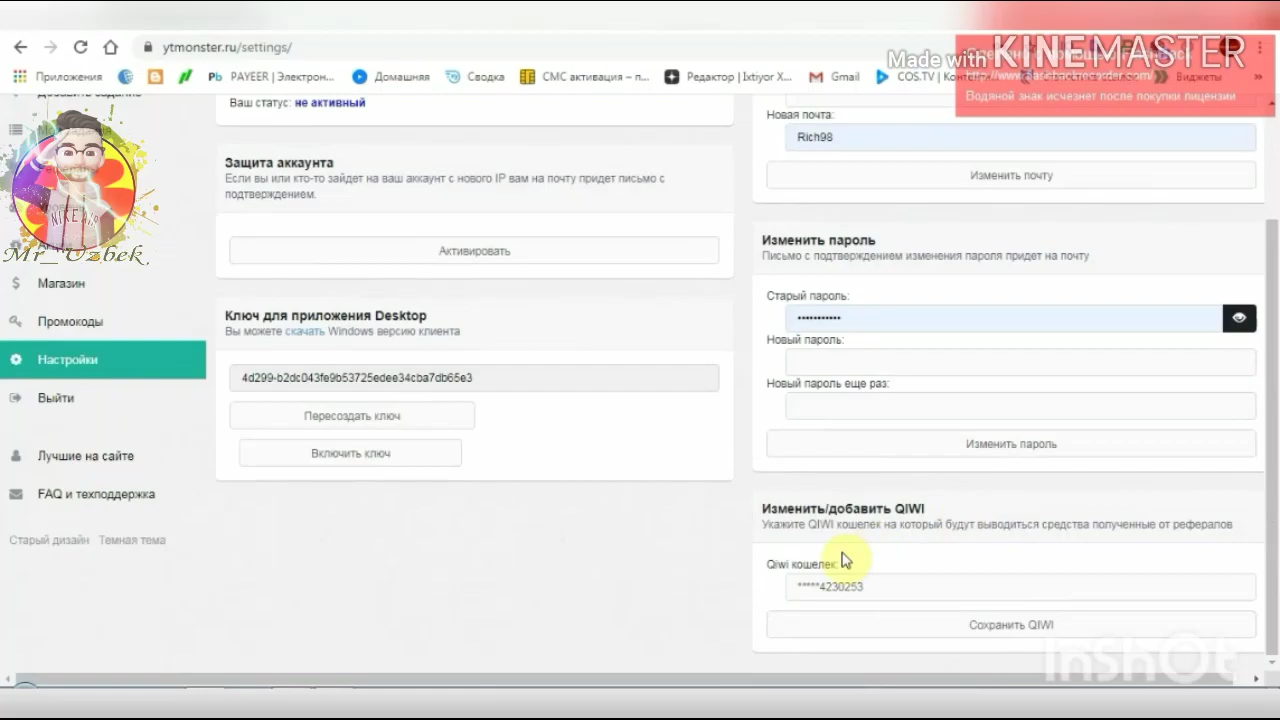 ytmonster.ru/settings/
Made with KINEMASTER
Приложения
PAYEER | Электрон...
Домашняя
Сводка
СМС активация – п...
Редактор | Ixtiyor X...
Gmail
COS.TV | 
Виджеты
Водяной знак исчезнет после покупки лицензии
Ваш статус: не активный
Защита аккаунта
Если вы или кто-то зайдет на ваш аккаунт с нового IP вам на почту придет письмо с
подтверждением.
Активировать
Ключ для приложения Desktop
Вы можете скачать Windows версию клиента
4d299-b2dc043fe9b53725edee34cba7db65e3
Пересоздать ключ
Включить ключ
Новая почта:
Rich98
Изменить почту
Изменить пароль
Письмо с подтверждением изменения пароля придет на почту
Старый пароль:
•••••••••••
Новый пароль:
Новый пароль еще раз:
Изменить пароль
Изменить/добавить QIWI
Укажите QIWI кошелек на который будут выводиться средства полученные от рефералов
Qiwi кошелек:
*****4230253
Сохранить QIWI
NIKE
Mr_Uzbek.
Магазин
Промокоды
Настройки
Выйти
Лучшие на сайте
FAQ и техподдержка
Старый дизайн Темная тема
InShOt